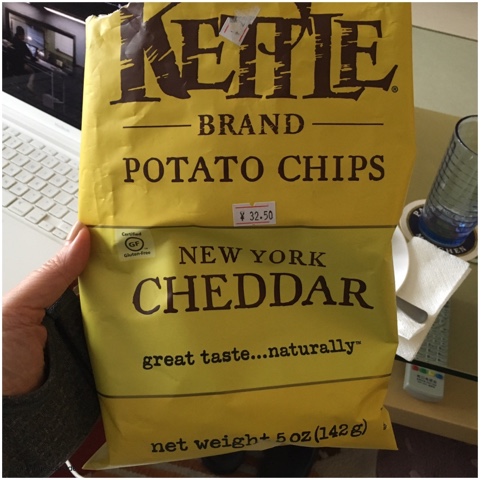 KETTLE®
BRAND
POTATO CHIPS
¥ 32.50
Certified
GF
Gluten-Free
NEW YORK
CHEDDAR
great taste...naturally™
net weight 5 oz (142g)